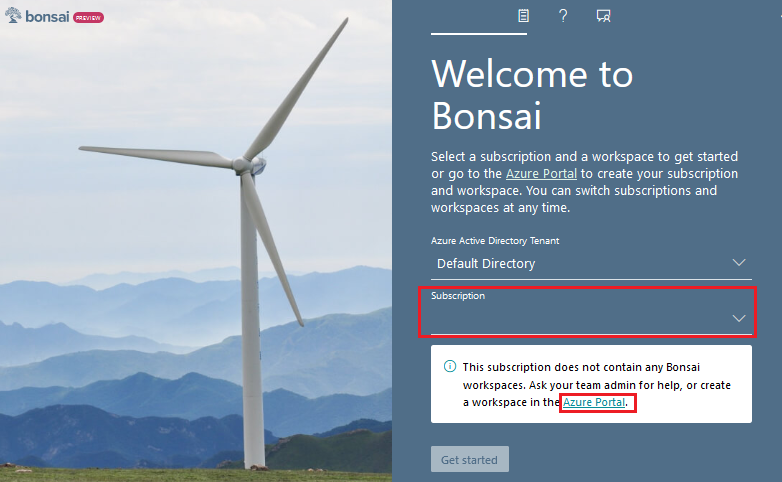 bonsai PREVIEW
?
Welcome to
Bonsai
Select a subscription and a workspace to get started
or go to the Azure Portal to create your subscription
and workspace. You can switch subscriptions and
workspaces at any time.
Azure Active Directory Tenant
Default Directory
Subscription
This subscription does not contain any Bonsai
workspaces. Ask your team admin for help, or create
a workspace in the Azure Portal.
Get started